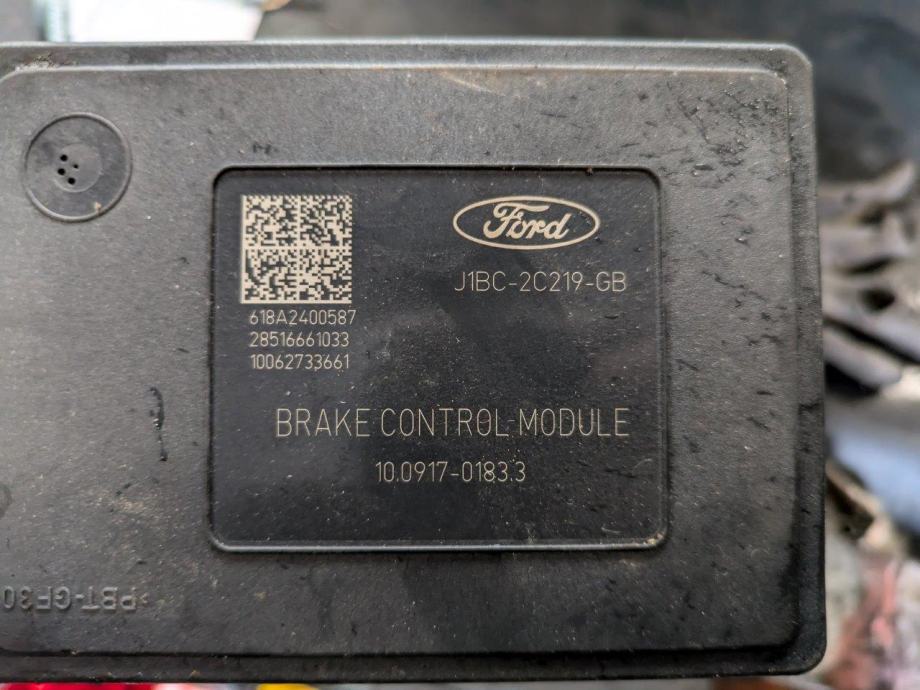 Ford
J1BC-2C219-GB
618A2400587
28516661033
10062733661
BRAKE CONTROL MODULE
10.0917-0183.3
>PBT-GF30